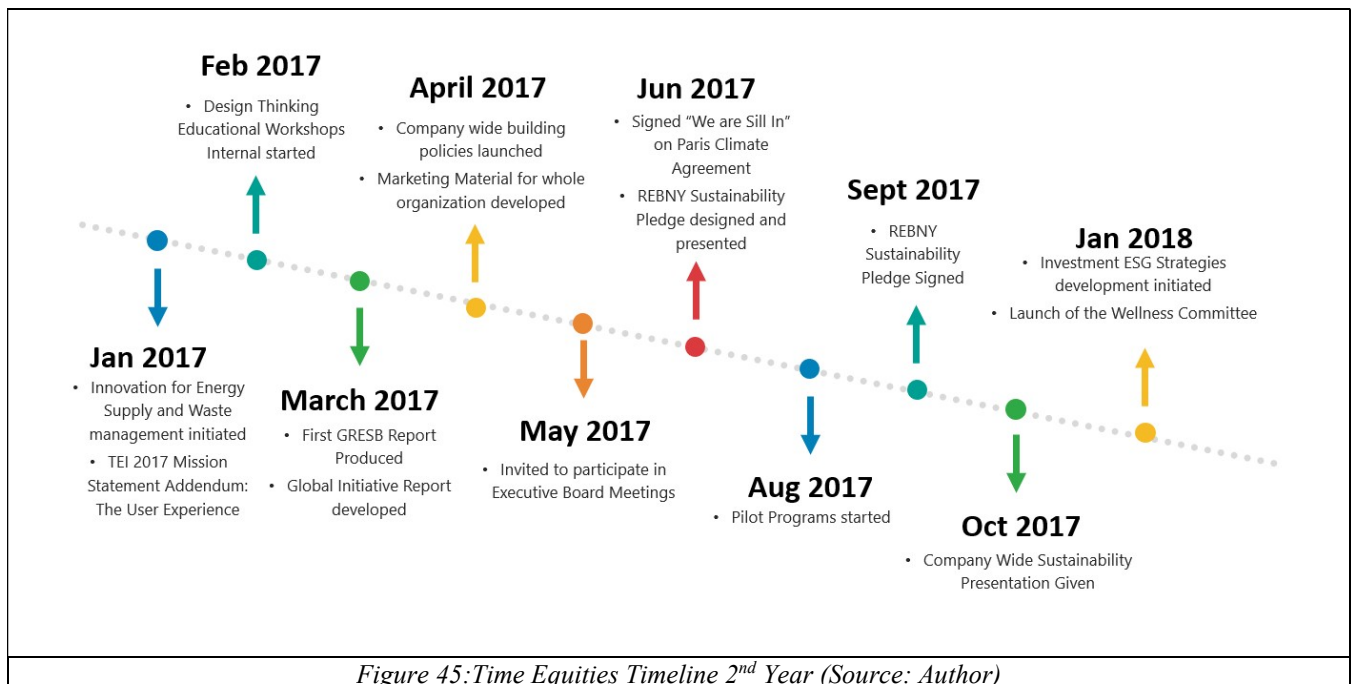 Feb 2017
• Design Thinking
Educational Workshops
Internal started
April 2017
• Company wide building
policies launched
• Marketing Material for whole
organization developed
Jun 2017
• Signed “We are Sill In”
on Paris Climate
Agreement
• REBNY Sustainability
Pledge designed and
presented
Sept 2017
• REBNY
Sustainability
Pledge Signed
Jan 2018
• Investment ESG Strategies
development initiated
• Launch of the Wellness Committee
Jan 2017
• Innovation for Energy
Supply and Waste
management initiated
• TEI 2017 Mission
Statement Addendum:
The User Experience
March 2017
• First GRESB Report
Produced
• Global Initiative Report
developed
May 2017
• Invited to participate in
Executive Board Meetings
Aug 2017
• Pilot Programs started
Oct 2017
• Company Wide Sustainability
Presentation Given
Figure 45:Time Equities Timeline 2nd Year (Source: Author)